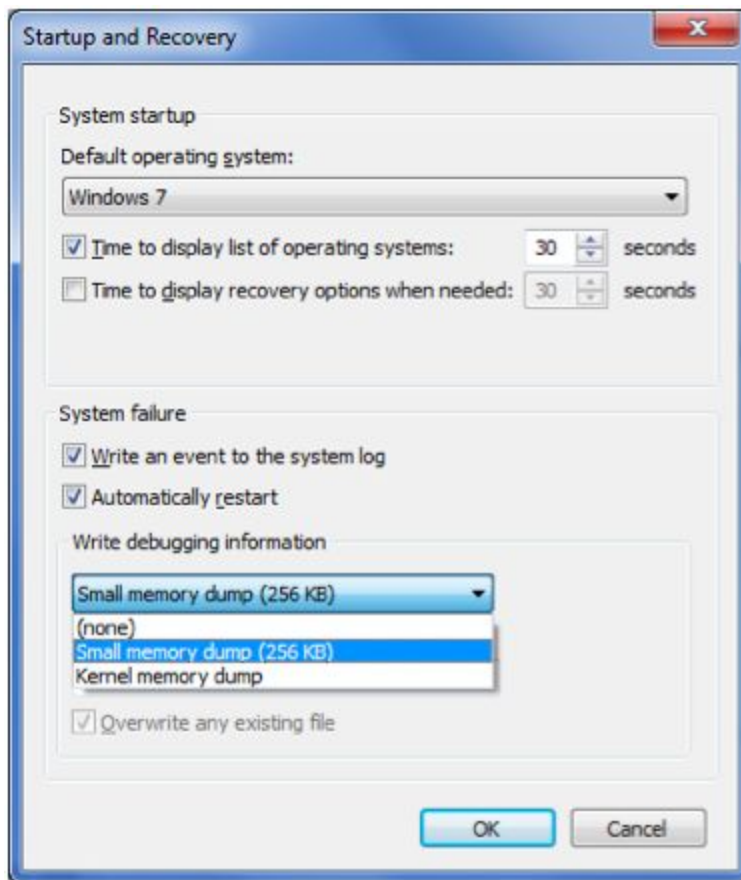 Startup and Recovery
System startup
Default operating system:
Windows 7
Time to display list of operating systems: 30 seconds
Time to display recovery options when needed: 30 seconds
System failure
Write an event to the system log
Automatically restart
Write debugging information
Small memory dump (256 KB)
(none)
Small memory dump (256 KB)
Kernel memory dump
Overwrite any existing file
OK Cancel